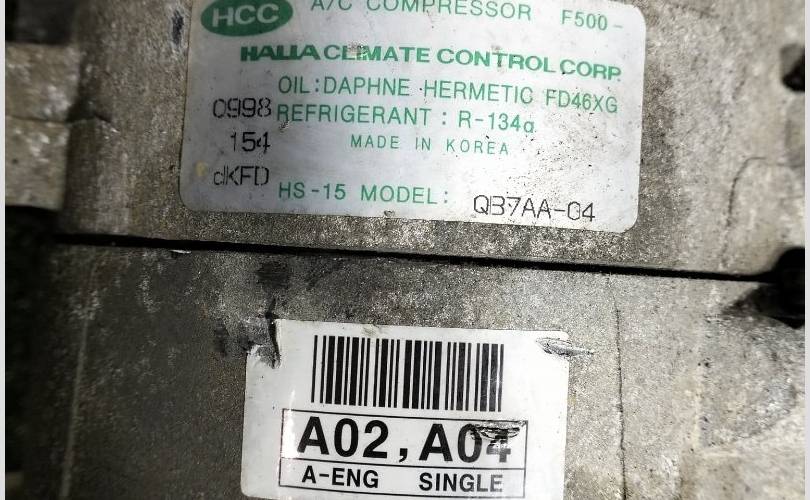 HCC A/C COMPRESSOR F500-
HALLA CLIMATE CONTROL CORP.
OIL: DAPHNE HERMETIC FD46XG
0998 REFRIGERANT : R-134a
154 MADE IN KOREA
dKFD
HS-15 MODEL: QB7AA-04
A02, A04
A-ENG SINGLE